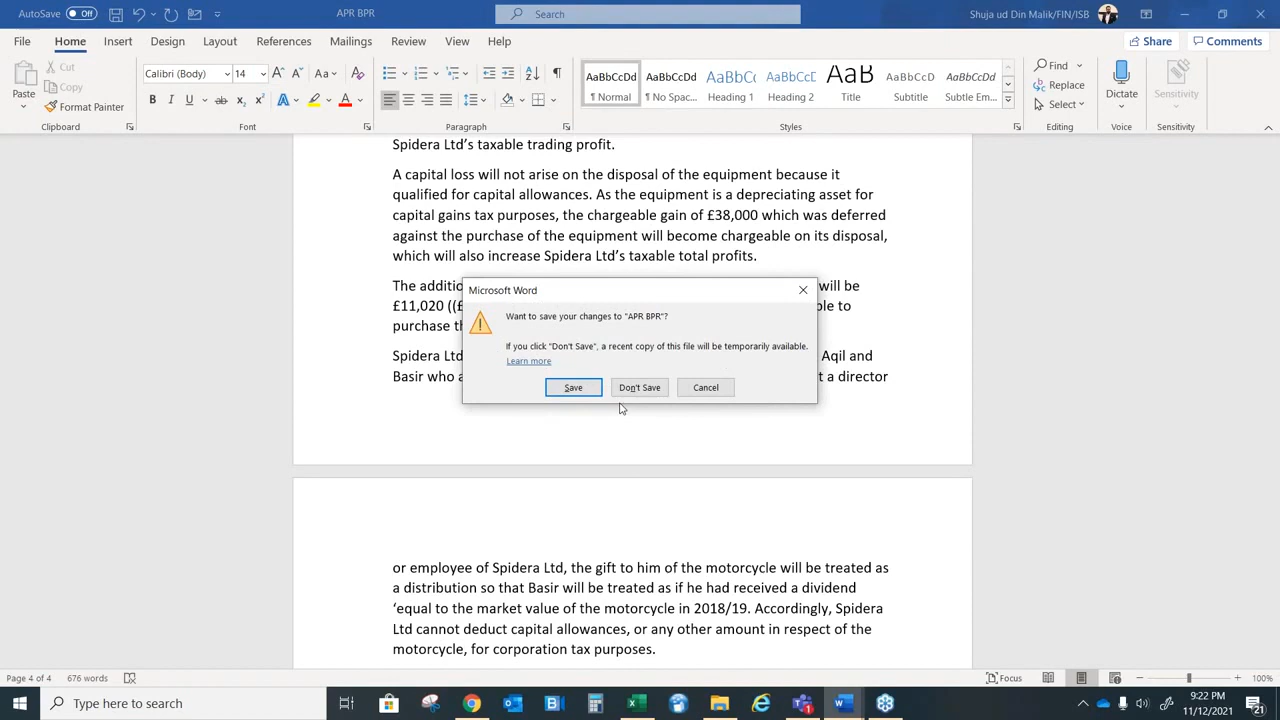 AutoSave Off APR BPR Search Shuja ud Din Malik/FIN/ISB
File Home Insert Design Layout References Mailings Review View Help Share Comments
Paste Cut Copy Format Painter
Calibri (Body) 14
AaBbCcDd AaBbCcDd AaBbC( AaBbCcE AaB AaBbCcD AaBbCcDd
¶ Normal ¶ No Spac... Heading 1 Heading 2 Title Subtitle Subtle Em...
Find Replace Select Dictate Sensitivity
Clipboard Font Paragraph Styles Editing Voice Sensitivity
Spidera Ltd's taxable trading profit.
A capital loss will not arise on the disposal of the equipment because it
qualified for capital allowances. As the equipment is a depreciating asset for
capital gains tax purposes, the chargeable gain of £38,000 which was deferred
against the purchase of the equipment will become chargeable on its disposal,
which will also increase Spidera Ltd's taxable total profits.
The additio will be
£11,020 ((£ ble to
purchase th
Spidera Ltd Aqil and
Basir who a t a director
Microsoft Word
Want to save your changes to "APR BPR"?
If you click "Don't Save", a recent copy of this file will be temporarily available.
Learn more
Save Don't Save Cancel
or employee of Spidera Ltd, the gift to him of the motorcycle will be treated as
a distribution so that Basir will be treated as if he had received a dividend
‘equal to the market value of the motorcycle in 2018/19. Accordingly, Spidera
Ltd cannot deduct capital allowances, or any other amount in respect of the
motorcycle, for corporation tax purposes.
Page 4 of 4 676 words Focus 100%
Type here to search
9:22 PM
11/12/2021
21